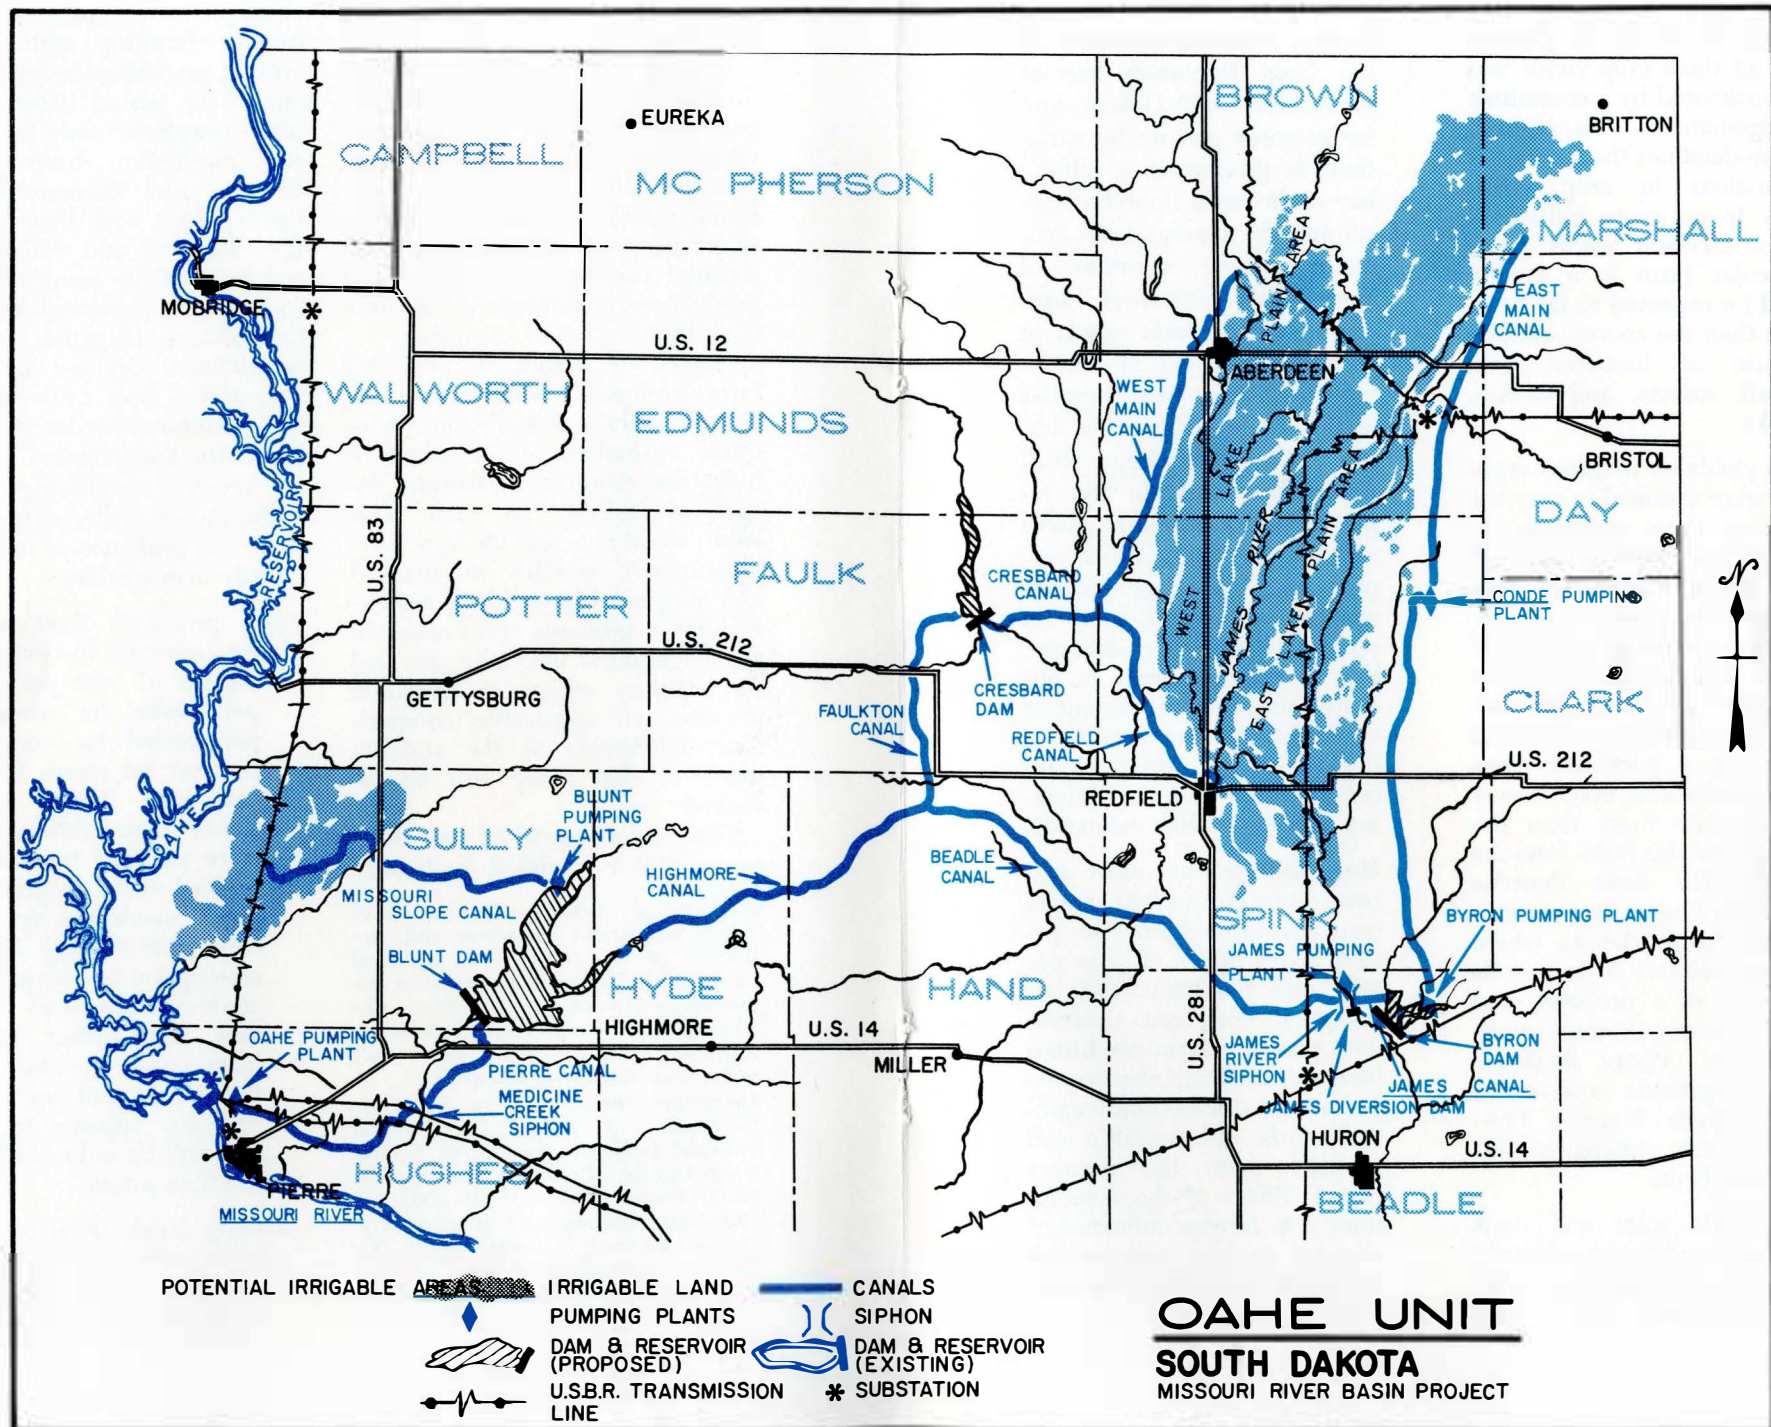 BROWN
EUREKA
BRITTON
CAMPBELL
MC PHERSON
MARSHALL
PLAIN AREA
EAST
MAIN
CANAL
MOBRIDGE
U.S. 12
ABERDEEN
WEST
MAIN
CANAL
WALWORTH
EDMUNDS
BRISTOL
LAKE
RESERVOIR
U.S. 83
RIVER
PLAIN AREA
DAY
FAULK
CRESBARD
CANAL
POTTER
CONDE PUMPING
PLANT
WEST
JAMES
LAKE
U.S. 212
N
GETTYSBURG
CRESBARD
DAM
EAST
CLARK
FAULKTON
CANAL
REDFIELD
CANAL
U.S. 212
REDFIELD
OAHE
SULLY
BLUNT
PUMPING
PLANT
MISSOURI
SLOPE CANAL
HIGHMORE
CANAL
BEADLE
CANAL
SPINK
BYRON PUMPING PLANT
JAMES PUMPING
PLANT
BLUNT DAM
HYDE
HAND
U.S. 281
OAHE PUMPING
PLANT
HIGHMORE
U.S. 14
MILLER
JAMES
RIVER
SIPHON
BYRON
DAM
PIERRE CANAL
MEDICINE
CREEK
SIPHON
JAMES CANAL
JAMES DIVERSION DAM
HURON
U.S. 14
HUGHES
PIERRE
MISSOURI RIVER
BEADLE
POTENTIAL IRRIGABLE AREAS IRRIGABLE LAND
CANALS
PUMPING PLANTS
SIPHON
DAM & RESERVOIR
(PROPOSED)
DAM & RESERVOIR
(EXISTING)
U.S.B.R. TRANSMISSION
LINE
SUBSTATION
OAHE UNIT
SOUTH DAKOTA
MISSOURI RIVER BASIN PROJECT